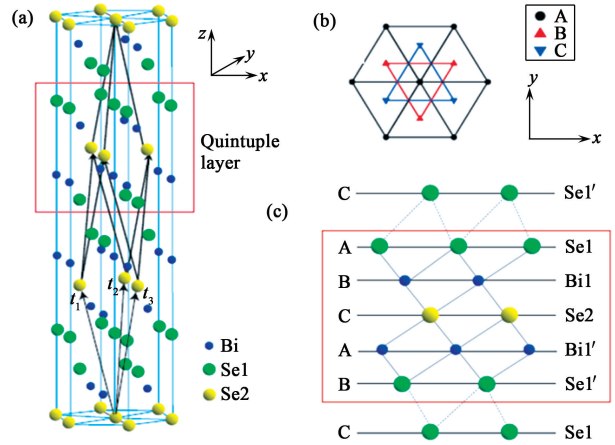 (a)
z
y
x
Quintuple
layer
t1
t2
t3
Bi
Se1
Se2
(b)
A
B
C
y
x
(c)
C Se1′
A Se1
B Bi1
C Se2
A Bi1′
B Se1′
C Se1